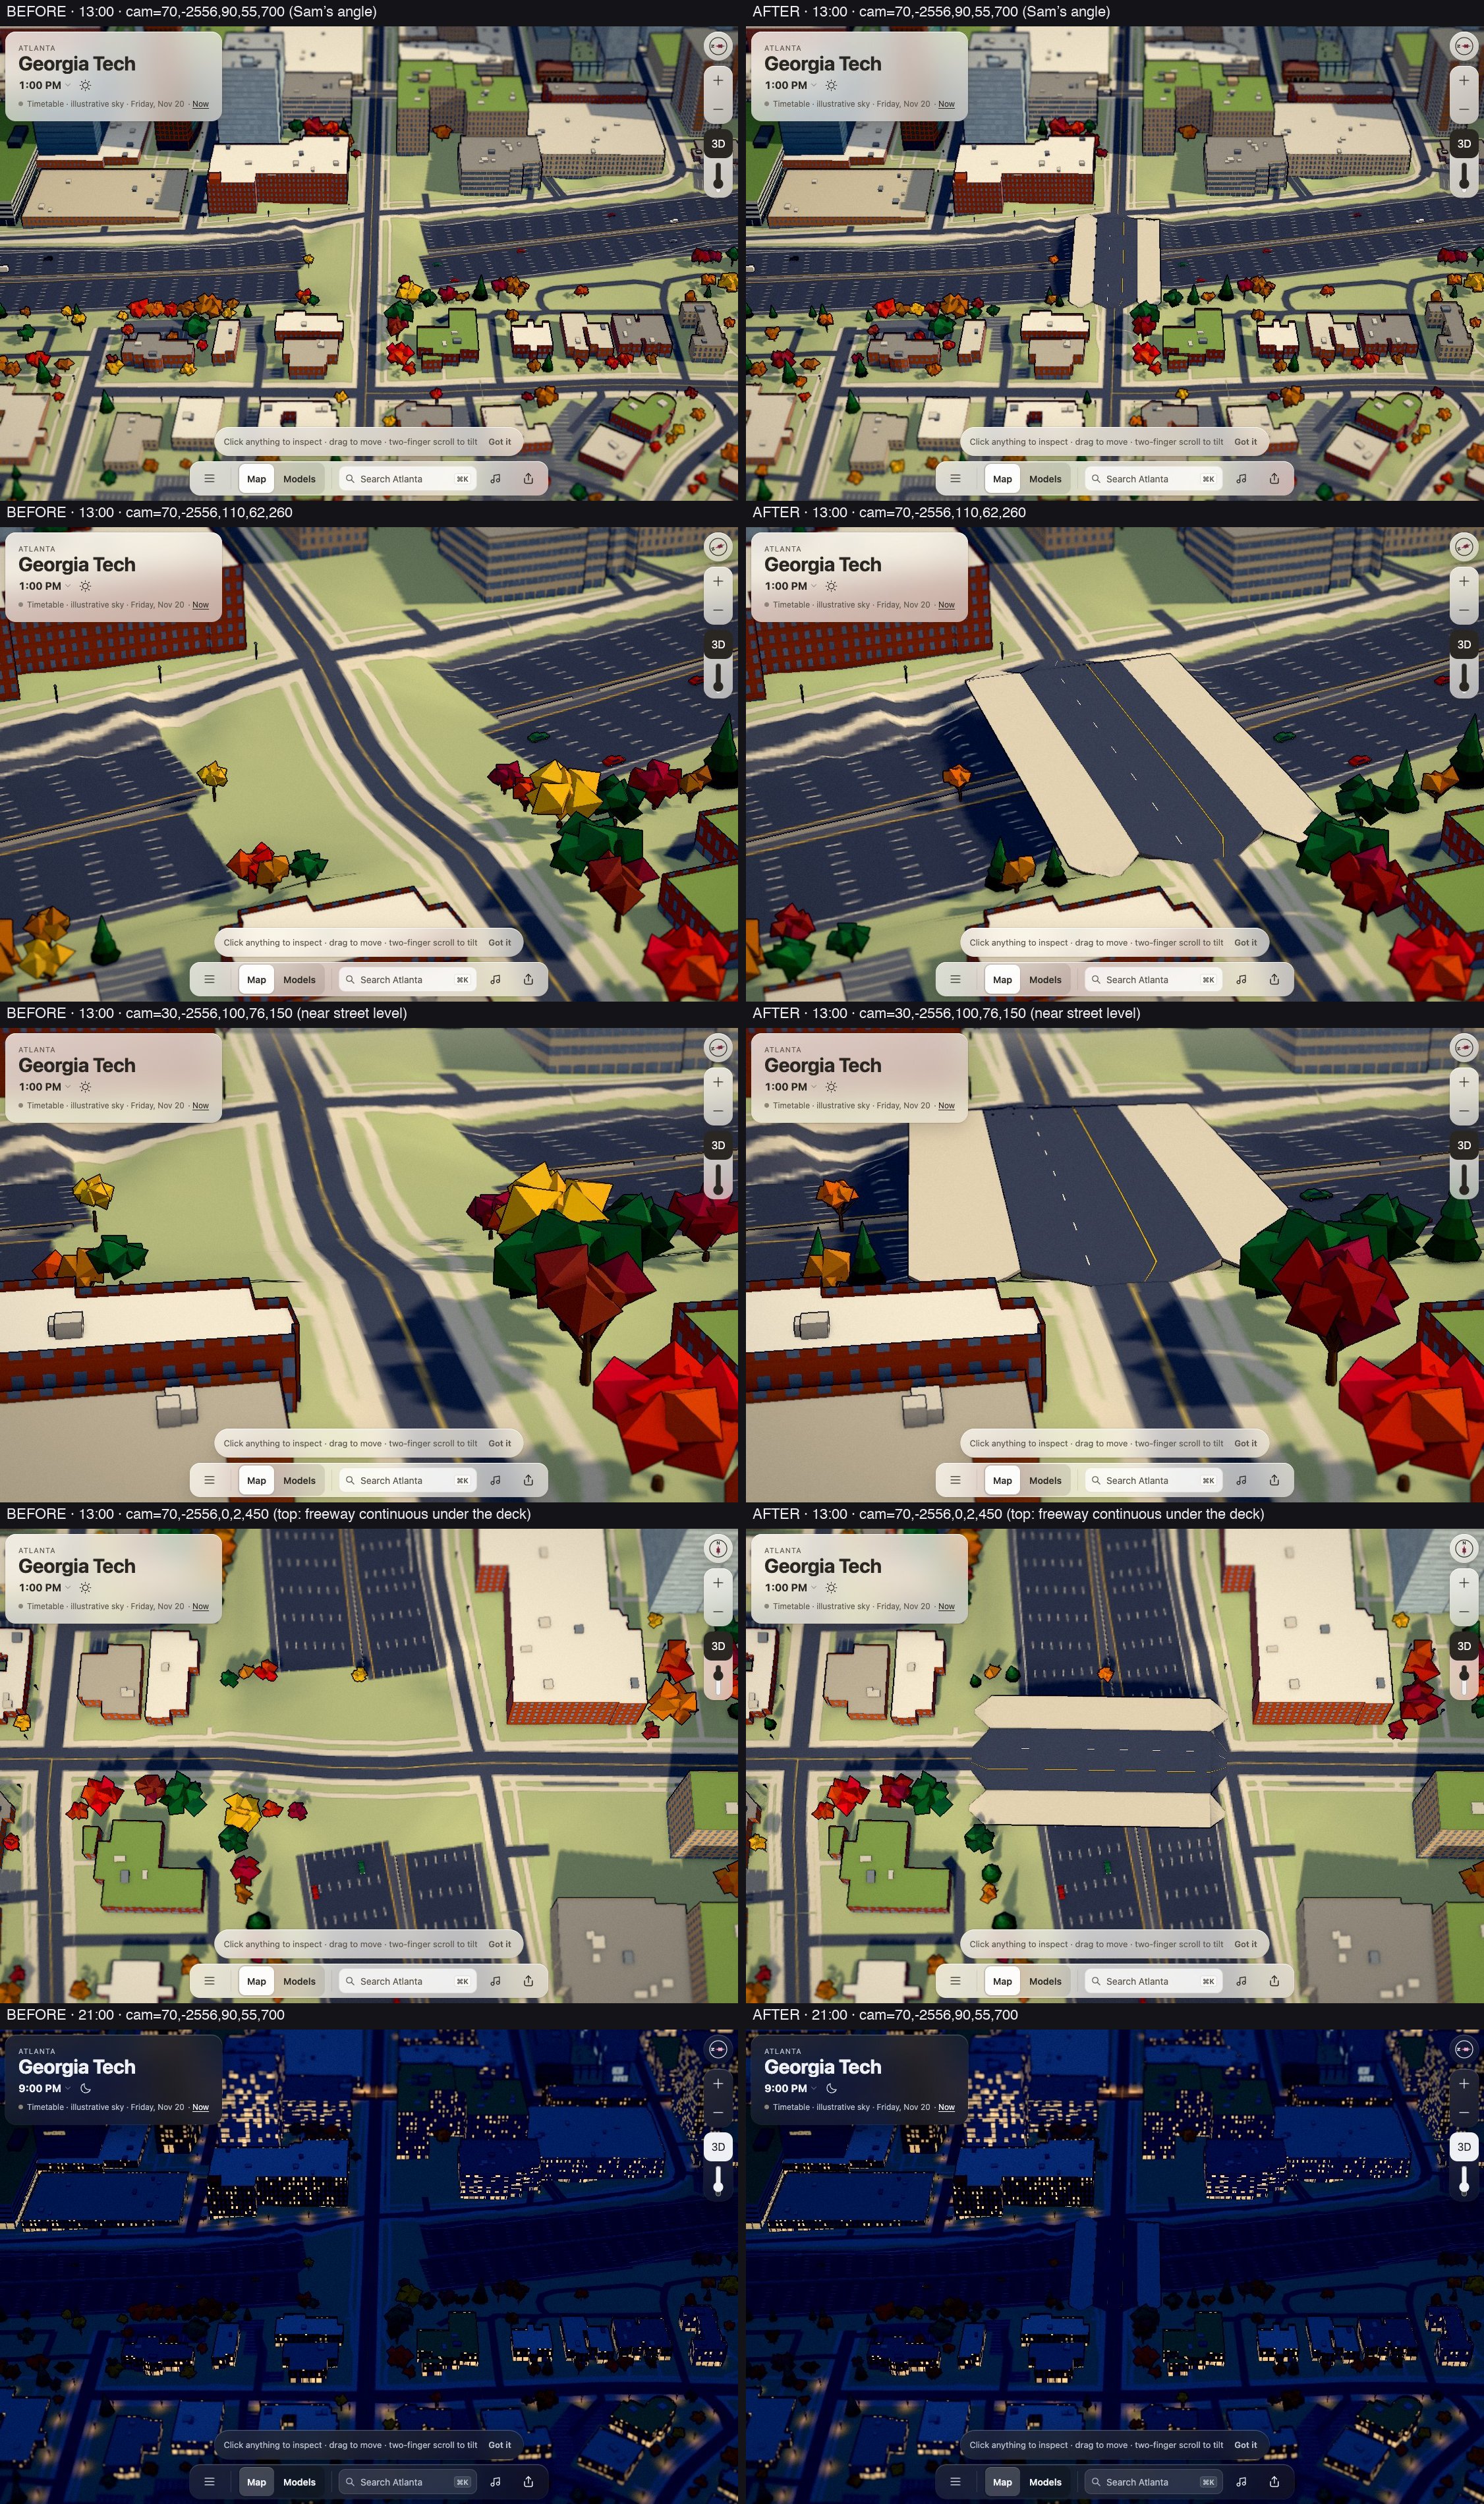 BEFORE · 13:00 · cam=70,-2556,90,55,700 (Sam's angle)
ATLANTA
Georgia Tech
1:00 PM
Timetable · illustrative sky · Friday, Nov 20 · Now
3D
Click anything to inspect · drag to move · two-finger scroll to tilt Got it
Map Models Search Atlanta ⌘K
AFTER · 13:00 · cam=70,-2556,90,55,700 (Sam's angle)
ATLANTA
Georgia Tech
1:00 PM
Timetable · illustrative sky · Friday, Nov 20 · Now
3D
Click anything to inspect · drag to move · two-finger scroll to tilt Got it
Map Models Search Atlanta ⌘K
BEFORE · 13:00 · cam=70,-2556,110,62,260
ATLANTA
Georgia Tech
1:00 PM
Timetable · illustrative sky · Friday, Nov 20 · Now
3D
Click anything to inspect · drag to move · two-finger scroll to tilt Got it
Map Models Search Atlanta ⌘K
AFTER · 13:00 · cam=70,-2556,110,62,260
ATLANTA
Georgia Tech
1:00 PM
Timetable · illustrative sky · Friday, Nov 20 · Now
3D
Click anything to inspect · drag to move · two-finger scroll to tilt Got it
Map Models Search Atlanta ⌘K
BEFORE · 13:00 · cam=30,-2556,100,76,150 (near street level)
ATLANTA
Georgia Tech
1:00 PM
Timetable · illustrative sky · Friday, Nov 20 · Now
3D
Click anything to inspect · drag to move · two-finger scroll to tilt Got it
Map Models Search Atlanta ⌘K
AFTER · 13:00 · cam=30,-2556,100,76,150 (near street level)
ATLANTA
Georgia Tech
1:00 PM
Timetable · illustrative sky · Friday, Nov 20 · Now
3D
Click anything to inspect · drag to move · two-finger scroll to tilt Got it
Map Models Search Atlanta ⌘K
BEFORE · 13:00 · cam=70,-2556,0,2,450 (top: freeway continuous under the deck)
ATLANTA
Georgia Tech
1:00 PM
Timetable · illustrative sky · Friday, Nov 20 · Now
3D
Click anything to inspect · drag to move · two-finger scroll to tilt Got it
Map Models Search Atlanta ⌘K
AFTER · 13:00 · cam=70,-2556,0,2,450 (top: freeway continuous under the deck)
ATLANTA
Georgia Tech
1:00 PM
Timetable · illustrative sky · Friday, Nov 20 · Now
3D
Click anything to inspect · drag to move · two-finger scroll to tilt Got it
Map Models Search Atlanta ⌘K
BEFORE · 21:00 · cam=70,-2556,90,55,700
ATLANTA
Georgia Tech
9:00 PM
Timetable · illustrative sky · Friday, Nov 20 · Now
3D
Click anything to inspect · drag to move · two-finger scroll to tilt Got it
Map Models Search Atlanta ⌘K
AFTER · 21:00 · cam=70,-2556,90,55,700
ATLANTA
Georgia Tech
9:00 PM
Timetable · illustrative sky · Friday, Nov 20 · Now
3D
Click anything to inspect · drag to move · two-finger scroll to tilt Got it
Map Models Search Atlanta ⌘K